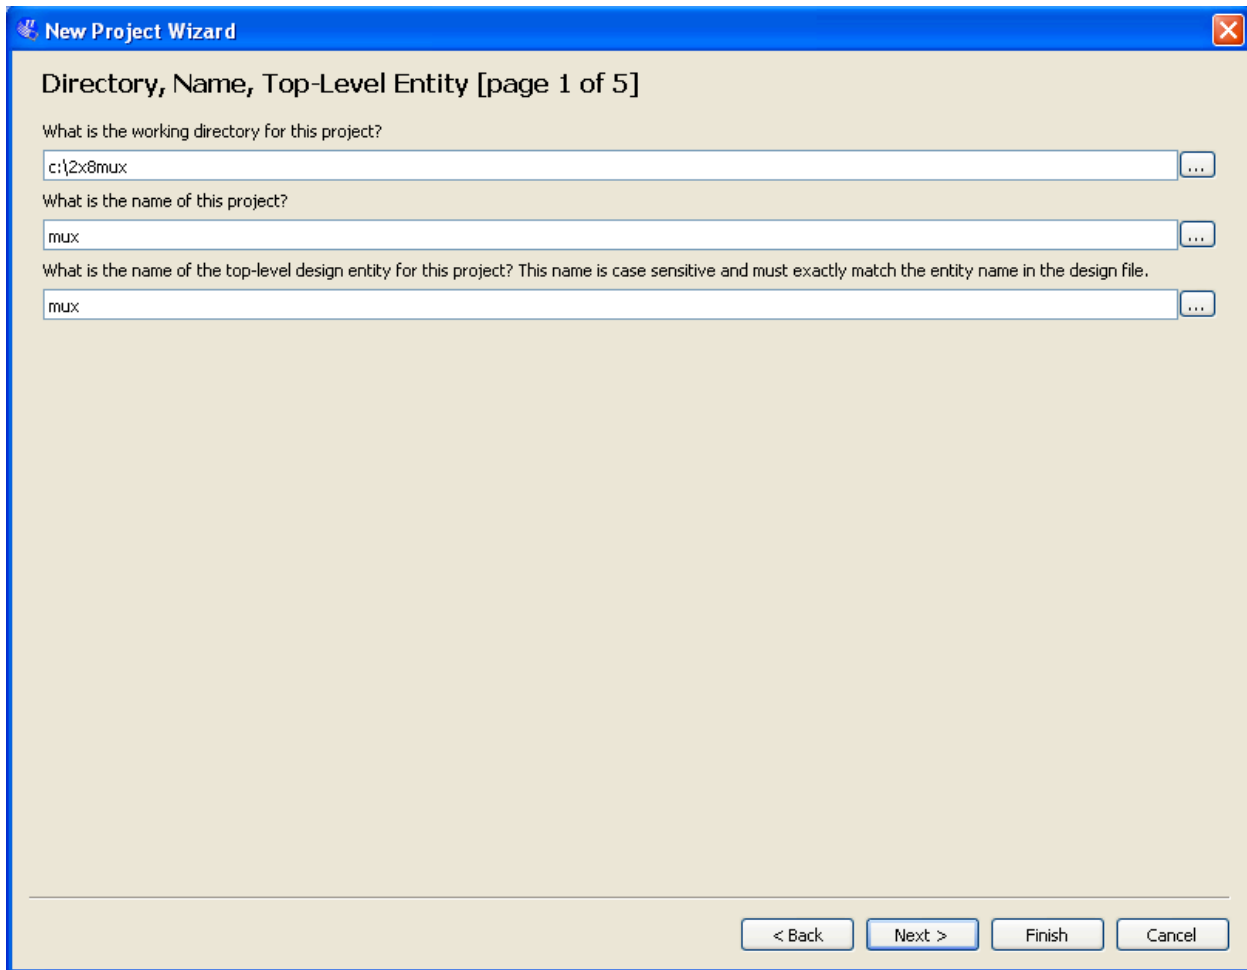 New Project Wizard
Directory, Name, Top-Level Entity [page 1 of 5]
What is the working directory for this project?
c:\2x8mux
...
What is the name of this project?
mux
...
What is the name of the top-level design entity for this project? This name is case sensitive and must exactly match the entity name in the design file.
mux
...
< Back
Next >
Finish
Cancel